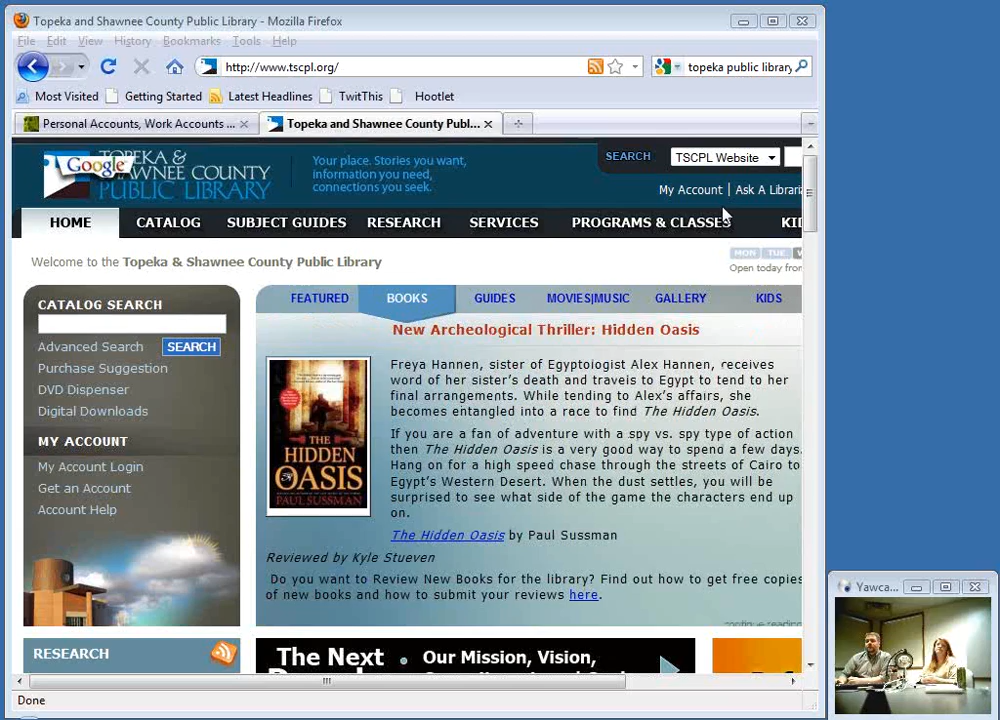 Topeka and Shawnee County Public Library - Mozilla Firefox
File Edit View History Bookmarks Tools Help
http://www.tscpl.org/
topeka public library
Most Visited Getting Started Latest Headlines TwitThis Hootlet
Personal Accounts, Work Accounts ...
Topeka and Shawnee County Publ...
Google
TOPEKA &
SHAWNEE COUNTY
PUBLIC LIBRARY
Your place. Stories you want,
information you need,
connections you seek.
SEARCH TSCPL Website
My Account | Ask A Librari
HOME CATALOG SUBJECT GUIDES RESEARCH SERVICES PROGRAMS & CLASSES KI
Welcome to the Topeka & Shawnee County Public Library
MON TUE W
Open today from
CATALOG SEARCH
Advanced Search SEARCH
Purchase Suggestion
DVD Dispenser
Digital Downloads
MY ACCOUNT
My Account Login
Get an Account
Account Help
RESEARCH
FEATURED BOOKS GUIDES MOVIES|MUSIC GALLERY KIDS
New Archeological Thriller: Hidden Oasis
THE
HIDDEN
OASIS
PAUL SUSSMAN
Freya Hannen, sister of Egyptologist Alex Hannen, receives
word of her sister's death and travels to Egypt to tend to her
final arrangements. While tending to Alex's affairs, she
becomes entangled into a race to find The Hidden Oasis.
If you are a fan of adventure with a spy vs. spy type of action
then The Hidden Oasis is a very good way to spend a few days.
Hang on for a high speed chase through the streets of Cairo to
Egypt's Western Desert. When the dust settles, you will be
surprised to see what side of the game the characters end up
on.
The Hidden Oasis by Paul Sussman
Reviewed by Kyle Stueven
Do you want to Review New Books for the library? Find out how to get free copies
of new books and how to submit your reviews here.
continue reading
The Next
Our Mission, Vision,
Done
Yawca...